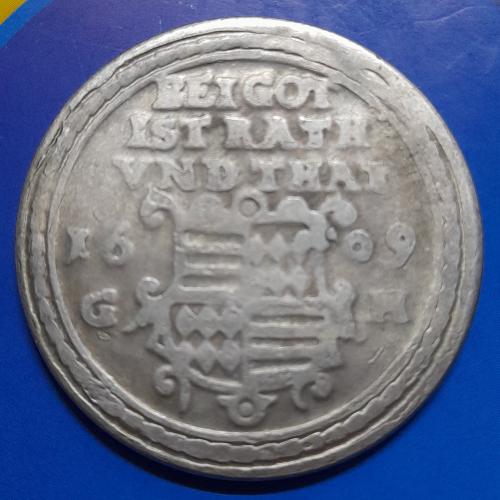 BEI GOT
IST RATH
VND THAT
16 09
G M